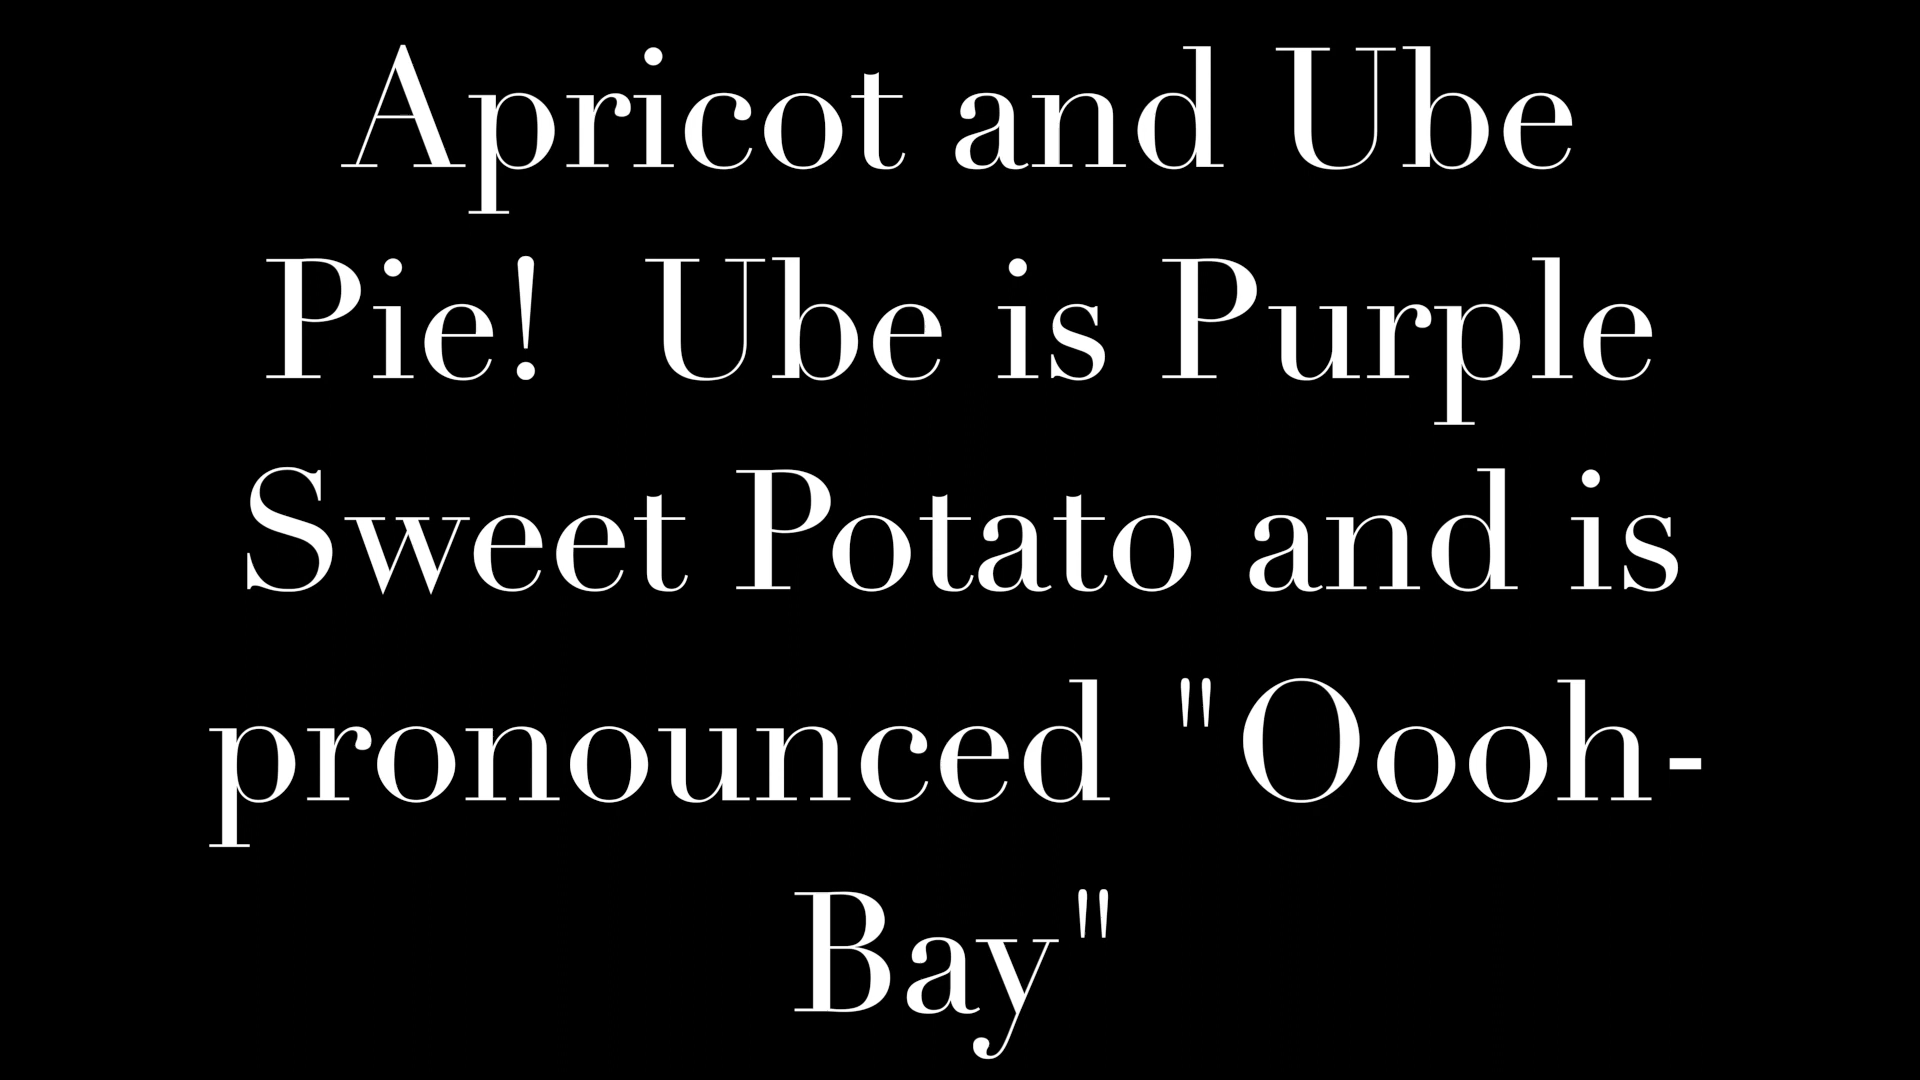 Apricot and Ube
Pie!  Ube is Purple
Sweet Potato and is
pronounced "Oooh-
Bay"